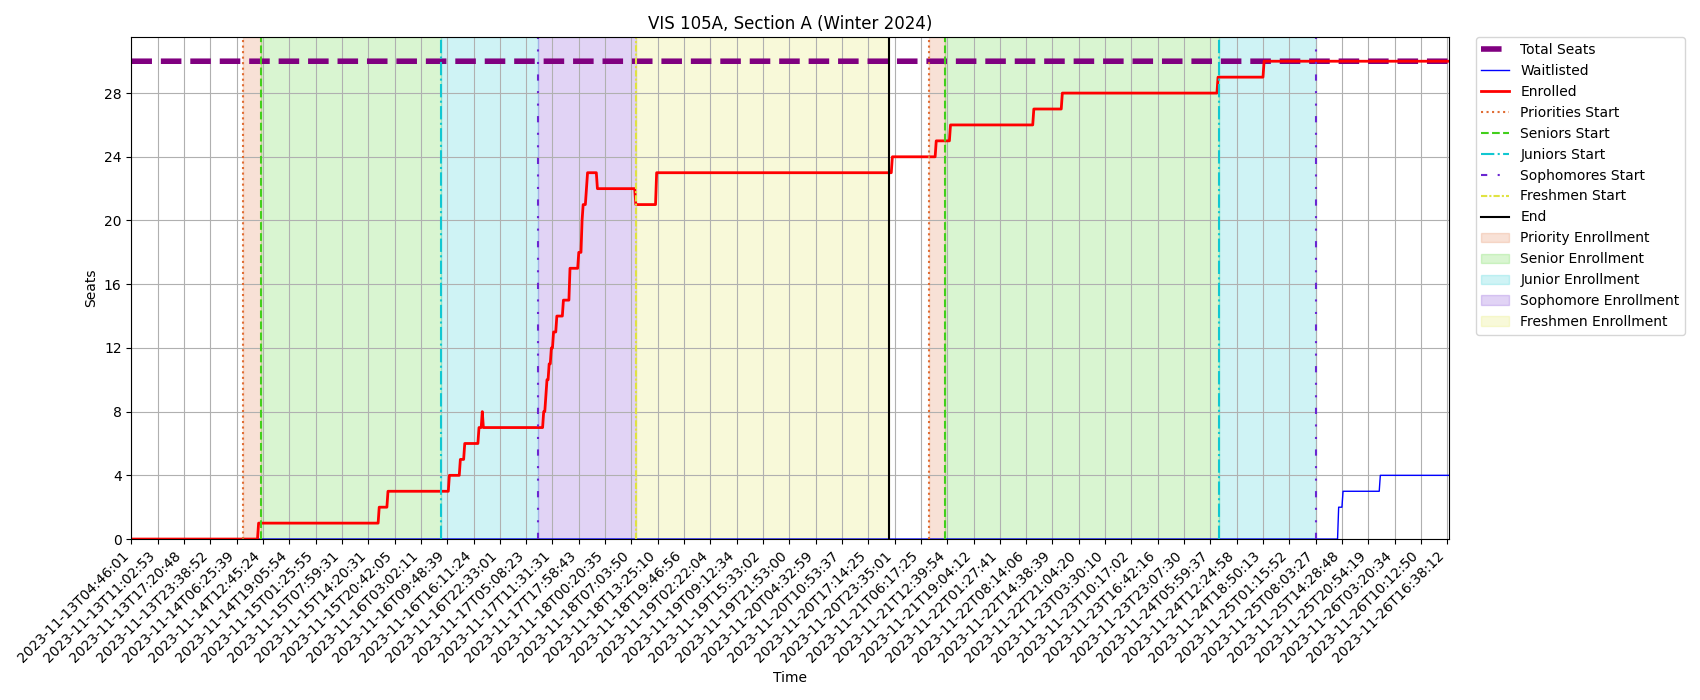 VIS 105A, Section A (Winter 2024)
Total Seats
Waitlisted
Enrolled
Priorities Start
Seniors Start
Juniors Start
Sophomores Start
Freshmen Start
End
Priority Enrollment
Senior Enrollment
Junior Enrollment
Sophomore Enrollment
Freshmen Enrollment
Seats
28
24
20
16
12
8
4
0
2023-11-13T04:46:01
2023-11-13T11:02:53
2023-11-13T17:20:48
2023-11-13T23:38:52
2023-11-14T06:25:39
2023-11-14T12:45:24
2023-11-14T19:05:54
2023-11-15T01:25:55
2023-11-15T07:59:31
2023-11-15T14:20:31
2023-11-15T20:42:05
2023-11-16T03:02:11
2023-11-16T09:48:39
2023-11-16T16:11:24
2023-11-16T22:33:01
2023-11-17T05:08:23
2023-11-17T11:31:31
2023-11-17T17:58:43
2023-11-18T00:20:35
2023-11-18T07:03:50
2023-11-18T13:25:10
2023-11-18T19:46:56
2023-11-19T02:22:04
2023-11-19T09:12:34
2023-11-19T15:33:02
2023-11-19T21:53:00
2023-11-20T04:32:59
2023-11-20T10:53:37
2023-11-20T17:14:25
2023-11-20T23:35:01
2023-11-21T06:17:25
2023-11-21T12:39:54
2023-11-21T19:04:12
2023-11-22T01:27:41
2023-11-22T08:14:06
2023-11-22T14:38:39
2023-11-22T21:04:20
2023-11-23T03:30:10
2023-11-23T10:17:02
2023-11-23T16:42:16
2023-11-23T23:07:30
2023-11-24T05:59:37
2023-11-24T12:24:58
2023-11-24T18:50:13
2023-11-25T01:15:52
2023-11-25T08:03:27
2023-11-25T14:28:48
2023-11-25T20:54:19
2023-11-26T03:20:34
2023-11-26T10:12:50
2023-11-26T16:38:12
Time